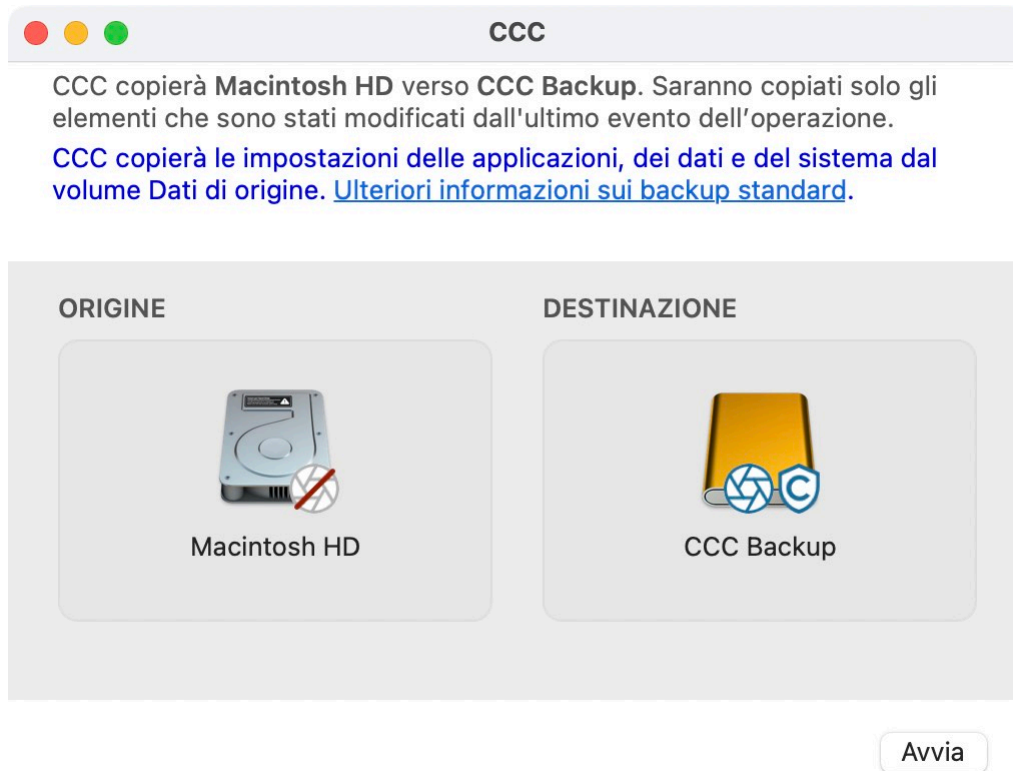 CCC
CCC copierà Macintosh HD verso CCC Backup. Saranno copiati solo gli
elementi che sono stati modificati dall'ultimo evento dell’operazione.
CCC copierà le impostazioni delle applicazioni, dei dati e del sistema dal
volume Dati di origine. Ulteriori informazioni sui backup standard.
ORIGINE
DESTINAZIONE
C
Macintosh HD
CCC Backup
Avvia